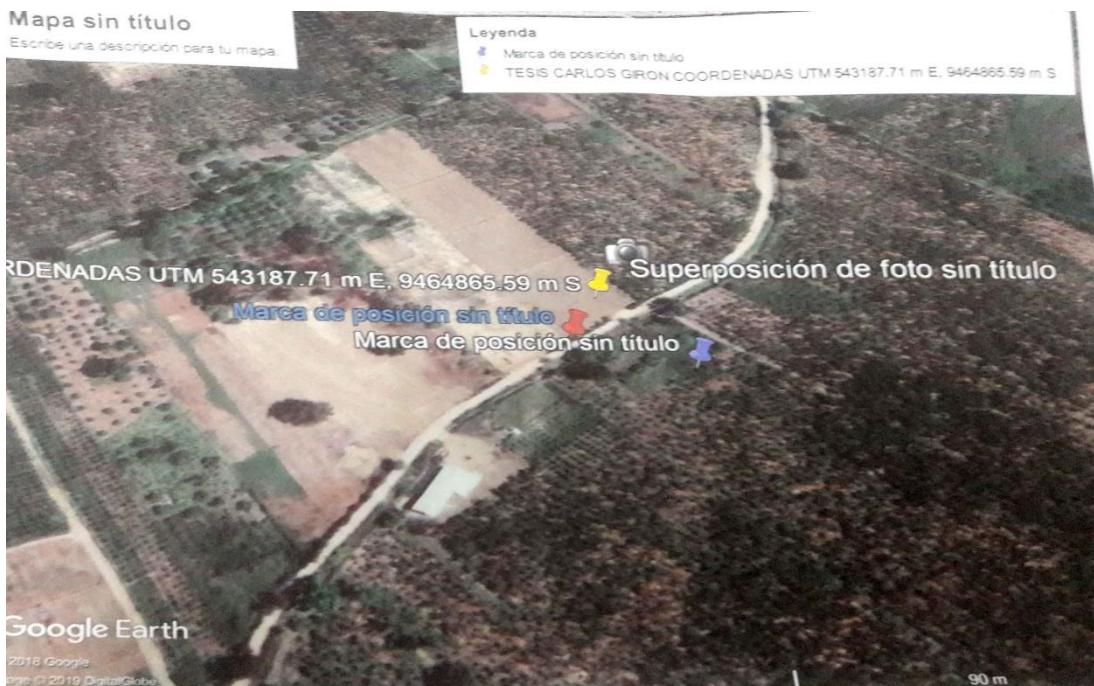 Mapa sin título
Escribe una descripción para tu mapa.
Leyenda
Marca de posición sin título
TESIS CARLOS GIRON COORDENADAS UTM 543187.71 m E, 9464865.59 m S
RDENADAS UTM 543187.71 m E, 9464865.59 m S
Superposición de foto sin título
Marca de posición sin título
Marca de posición sin título
Google Earth
2018 Google
age © 2019 DigitalGlobe
90 m